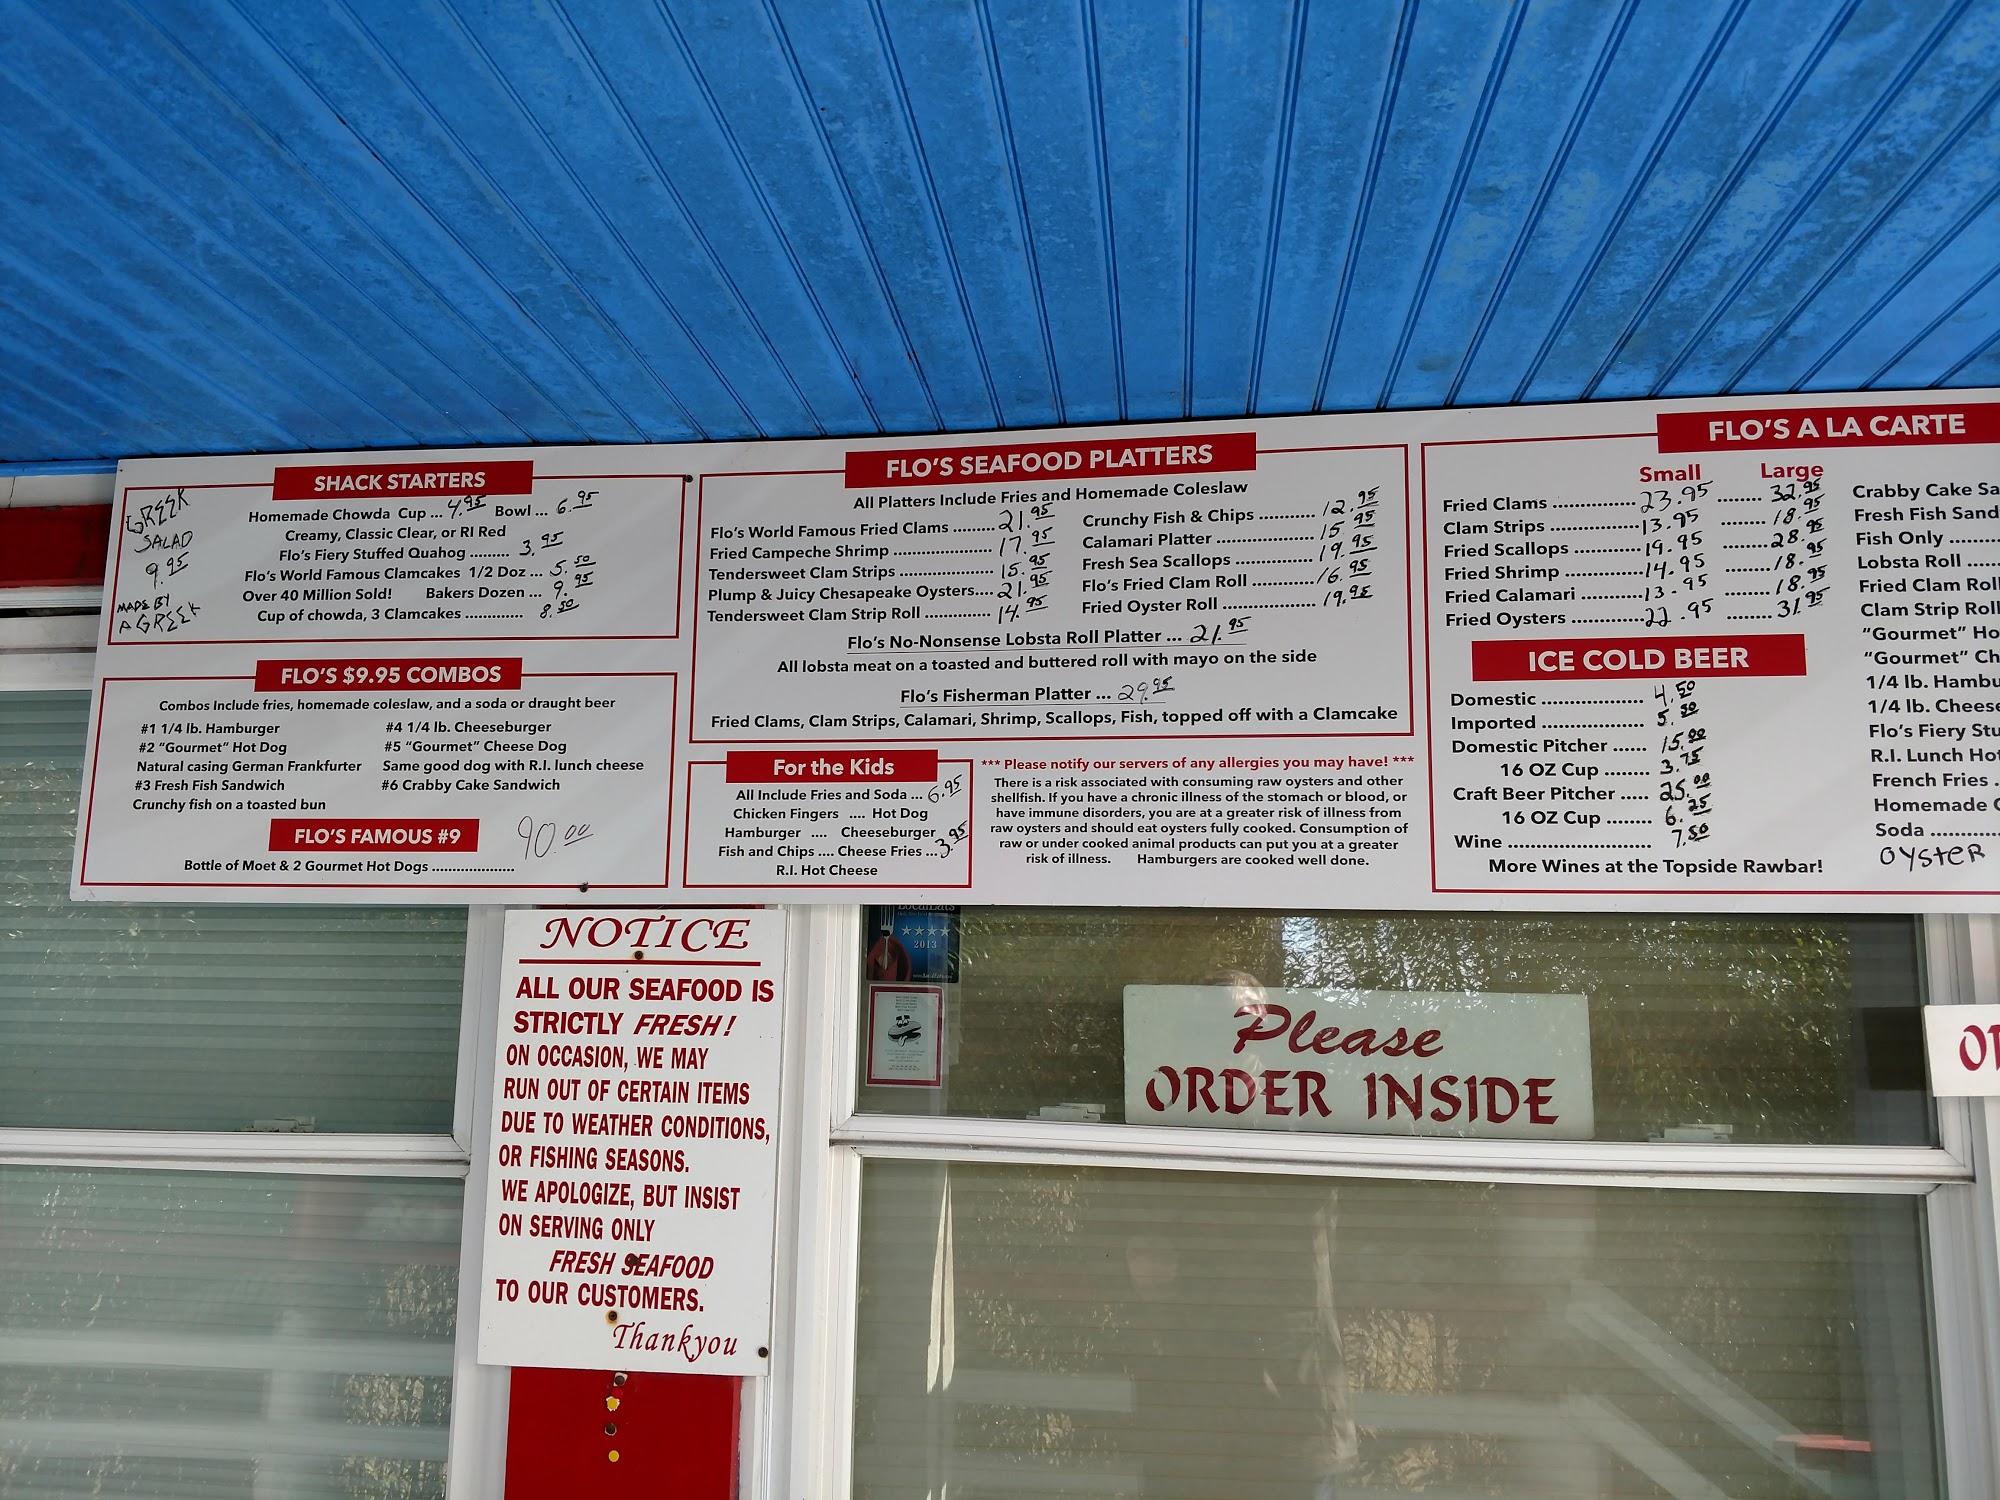 GREEK
SALAD
9.95
MADE BY
A GREEK
SHACK STARTERS
Homemade Chowda Cup ... 4.95 Bowl ... 6.95
Creamy, Classic Clear, or RI Red
Flo's Fiery Stuffed Quahog ......... 3.95
Flo's World Famous Clamcakes 1/2 Doz ... 5.50
Over 40 Million Sold! Bakers Dozen ... 9.95
Cup of chowda, 3 Clamcakes ............. 8.50
FLO'S $9.95 COMBOS
Combos Include fries, homemade coleslaw, and a soda or draught beer
#1 1/4 lb. Hamburger
#2 "Gourmet" Hot Dog
Natural casing German Frankfurter
#3 Fresh Fish Sandwich
Crunchy fish on a toasted bun
#4 1/4 lb. Cheeseburger
#5 "Gourmet" Cheese Dog
Same good dog with R.I. lunch cheese
#6 Crabby Cake Sandwich
FLO'S FAMOUS #9
90.00
Bottle of Moet & 2 Gourmet Hot Dogs ....................
FLO'S SEAFOOD PLATTERS
All Platters Include Fries and Homemade Coleslaw
Flo's World Famous Fried Clams ......... 21.95
Fried Campeche Shrimp ..................... 17.95
Tendersweet Clam Strips .................... 15.95
Plump & Juicy Chesapeake Oysters.... 21.95
Tendersweet Clam Strip Roll ............... 14.95
Crunchy Fish & Chips ............ 12.95
Calamari Platter ..................... 15.95
Fresh Sea Scallops .................. 19.95
Flo's Fried Clam Roll ............... 16.95
Fried Oyster Roll .................... 19.95
Flo's No-Nonsense Lobsta Roll Platter ... 21.95
All lobsta meat on a toasted and buttered roll with mayo on the side
Flo's Fisherman Platter ... 29.95
Fried Clams, Clam Strips, Calamari, Shrimp, Scallops, Fish, topped off with a Clamcake
For the Kids
All Include Fries and Soda ... 6.95
Chicken Fingers .... Hot Dog
Hamburger .... Cheeseburger
Fish and Chips .... Cheese Fries ... 3.95
R.I. Hot Cheese
*** Please notify our servers of any allergies you may have! ***
There is a risk associated with consuming raw oysters and other
shellfish. If you have a chronic illness of the stomach or blood, or
have immune disorders, you are at a greater risk of illness from
raw oysters and should eat oysters fully cooked. Consumption of
raw or under cooked animal products can put you at a greater
risk of illness. Hamburgers are cooked well done.
FLO'S A LA CARTE
Small Large
Fried Clams .............. 23.95 ........ 32.95
Clam Strips ............... 13.95 ........ 18.95
Fried Scallops ............ 19.95 ........ 28.95
Fried Shrimp .............. 14.95 ........ 18.95
Fried Calamari ........... 13.95 ........ 18.95
Fried Oysters ............. 22.95 ........ 31.95
ICE COLD BEER
Domestic .................. 4.50
Imported .................. 5.50
Domestic Pitcher ...... 15.00
16 OZ Cup ........ 3.75
Craft Beer Pitcher ..... 25.00
16 OZ Cup ........ 6.25
Wine ......................... 7.50
More Wines at the Topside Rawbar!
Crabby Cake Sa
Fresh Fish Sand
Fish Only .........
Lobsta Roll ......
Fried Clam Roll
Clam Strip Roll
"Gourmet" Ho
"Gourmet" Ch
1/4 lb. Hambu
1/4 lb. Cheese
Flo's Fiery Stu
R.I. Lunch Hot
French Fries .
Homemade C
Soda ............
OYSTER
NOTICE
ALL OUR SEAFOOD IS
STRICTLY FRESH!
ON OCCASION, WE MAY
RUN OUT OF CERTAIN ITEMS
DUE TO WEATHER CONDITIONS,
OR FISHING SEASONS.
WE APOLOGIZE, BUT INSIST
ON SERVING ONLY
FRESH SEAFOOD
TO OUR CUSTOMERS.
Thankyou
LocalEats
2013
Please
ORDER INSIDE